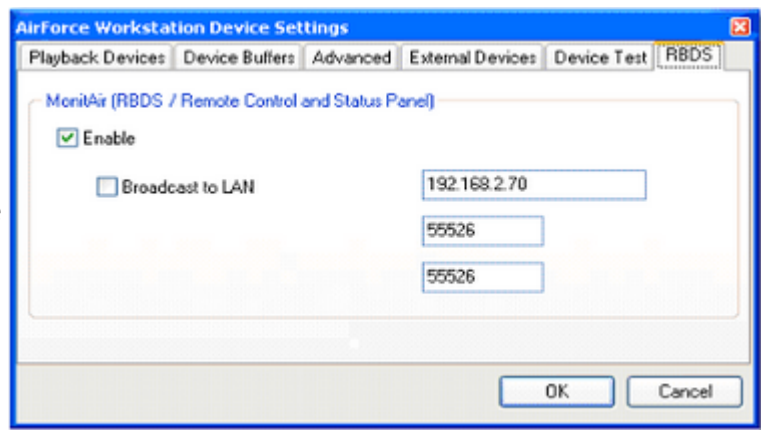 AirForce Workstation Device Settings
Playback Devices Device Buffers Advanced External Devices Device Test RBDS
MonitAir (RBDS / Remote Control and Status Panel)
Enable
Broadcast to LAN 192.168.2.70
55526
55526
OK Cancel